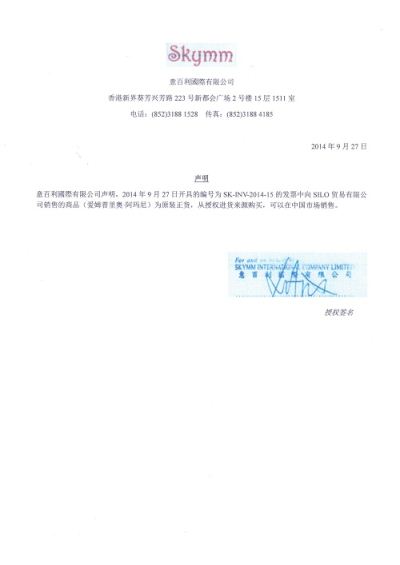 Skymm
意百利國際有限公司
香港新界葵芳兴芳路 223 号新都会广场 2 号楼 15 层 1511 室
电话：(852)3188 1528    传真：(852)3188 4185
2014 年 9 月 27 日
声明
意百利國際有限公司声明，2014 年 9 月 27 日开具的编号为 SK-INV-2014-15 的发票中向 SILO 贸易有限公
司销售的商品（爱姆普里奥·阿玛尼）为原装正货，从授权进货来源购买，可以在中国市场销售。
For and on behalf of
SKYMM INTERNATIONAL COMPANY LIMITED
意百利國際有限公司
授权签名